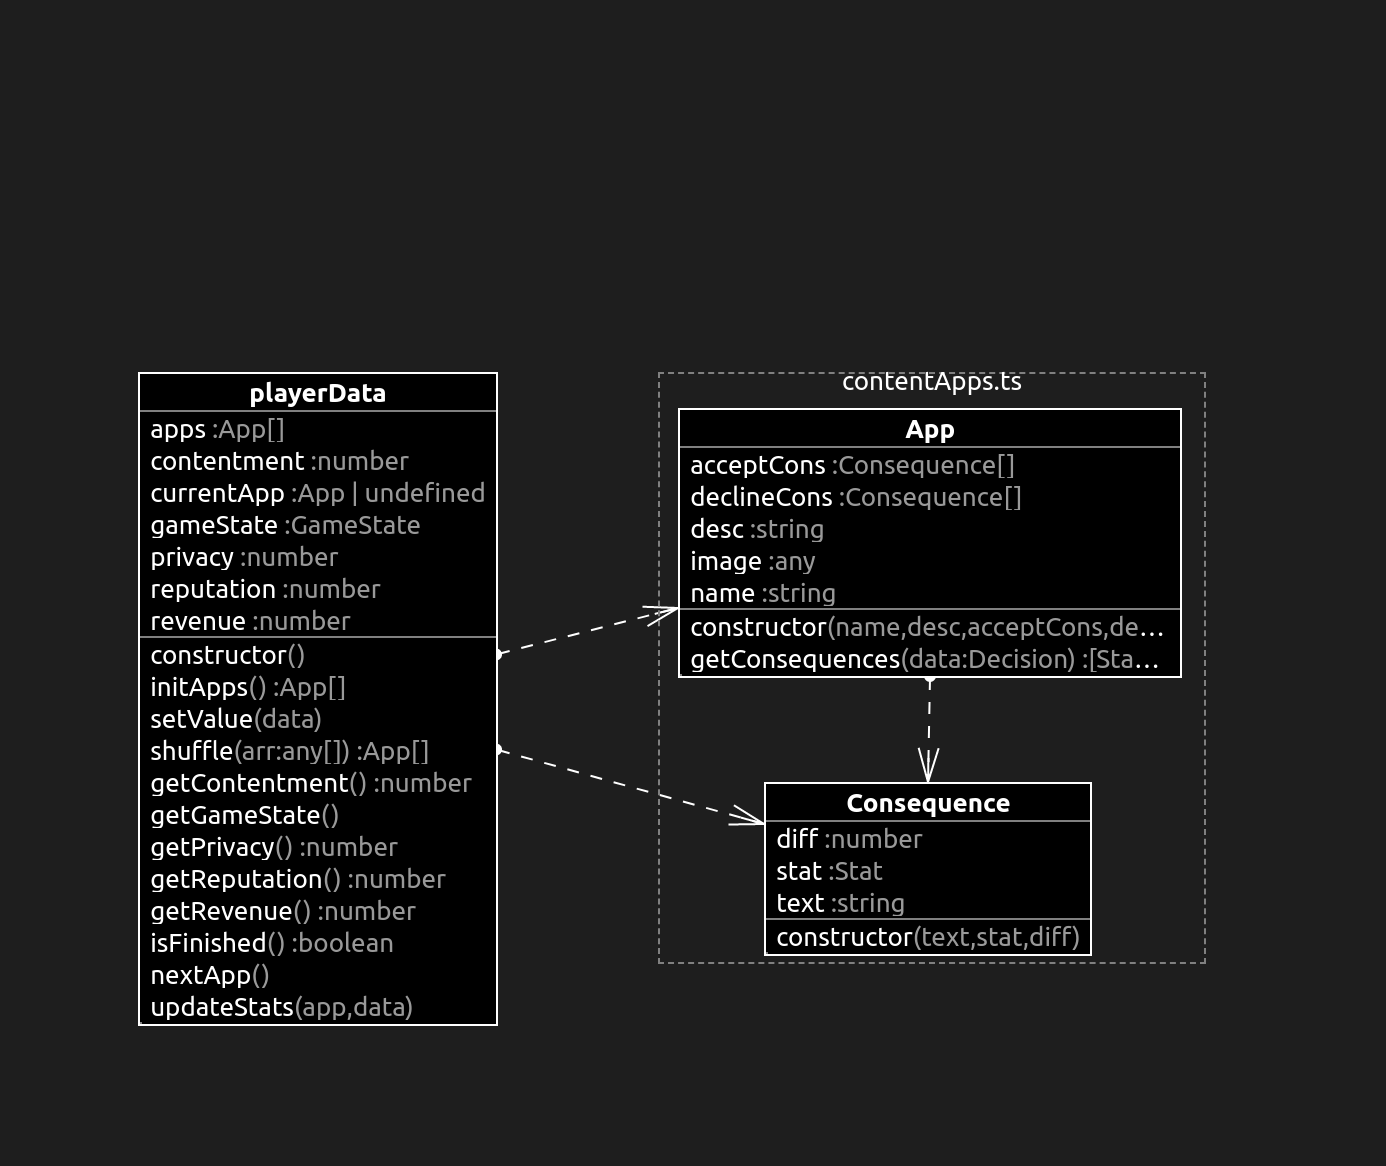 playerData
apps :App[]
contentment :number
currentApp :App | undefined
gameState :GameState
privacy :number
reputation :number
revenue :number
constructor()
initApps() :App[]
setValue(data)
shuffle(arr:any[]) :App[]
getContentment() :number
getGameState()
getPrivacy() :number
getReputation() :number
getRevenue() :number
isFinished() :boolean
nextApp()
updateStats(app,data)
contentApps.ts
App
acceptCons :Consequence[]
declineCons :Consequence[]
desc :string
image :any
name :string
constructor(name,desc,acceptCons,de...
getConsequences(data:Decision) :[Sta...
Consequence
diff :number
stat :Stat
text :string
constructor(text,stat,diff)